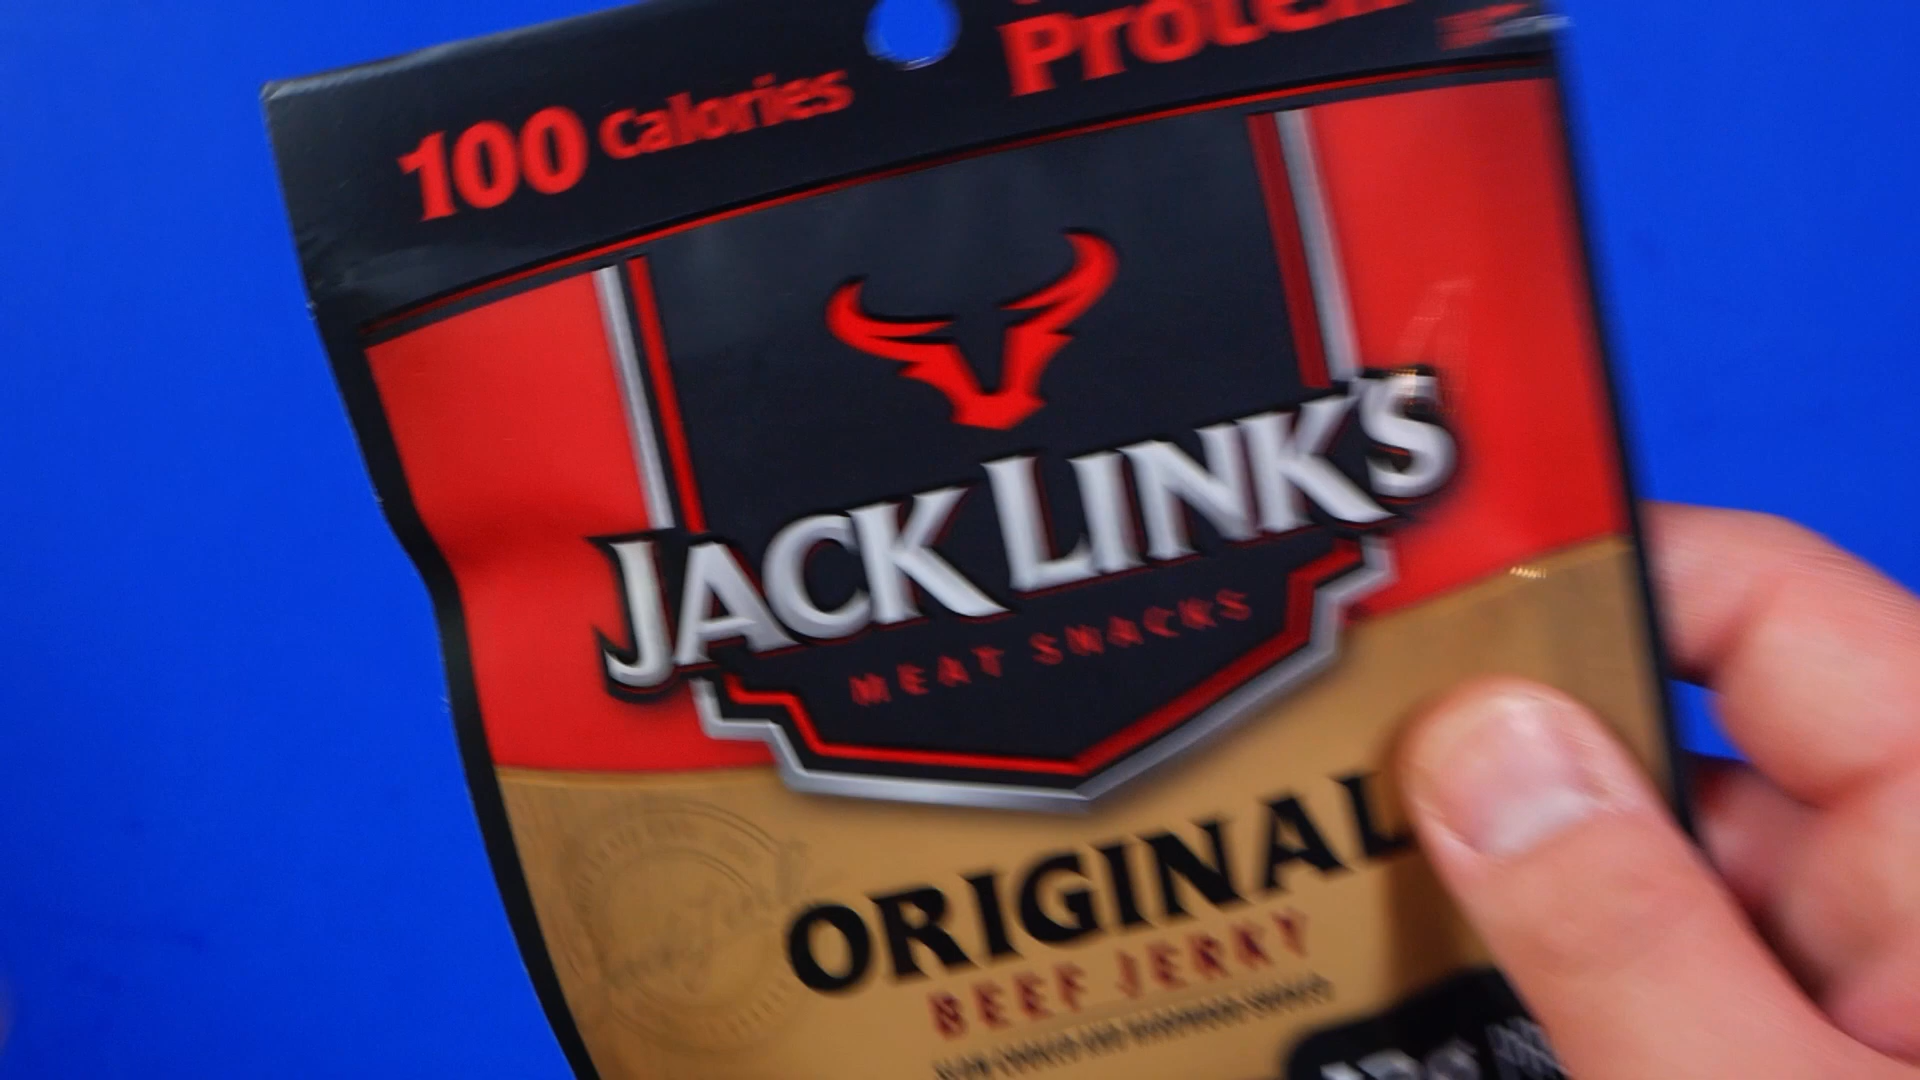 100 Calories
Protein
JACK LINK'S
MEAT SNACKS
ORIGINAL
BEEF JERKY